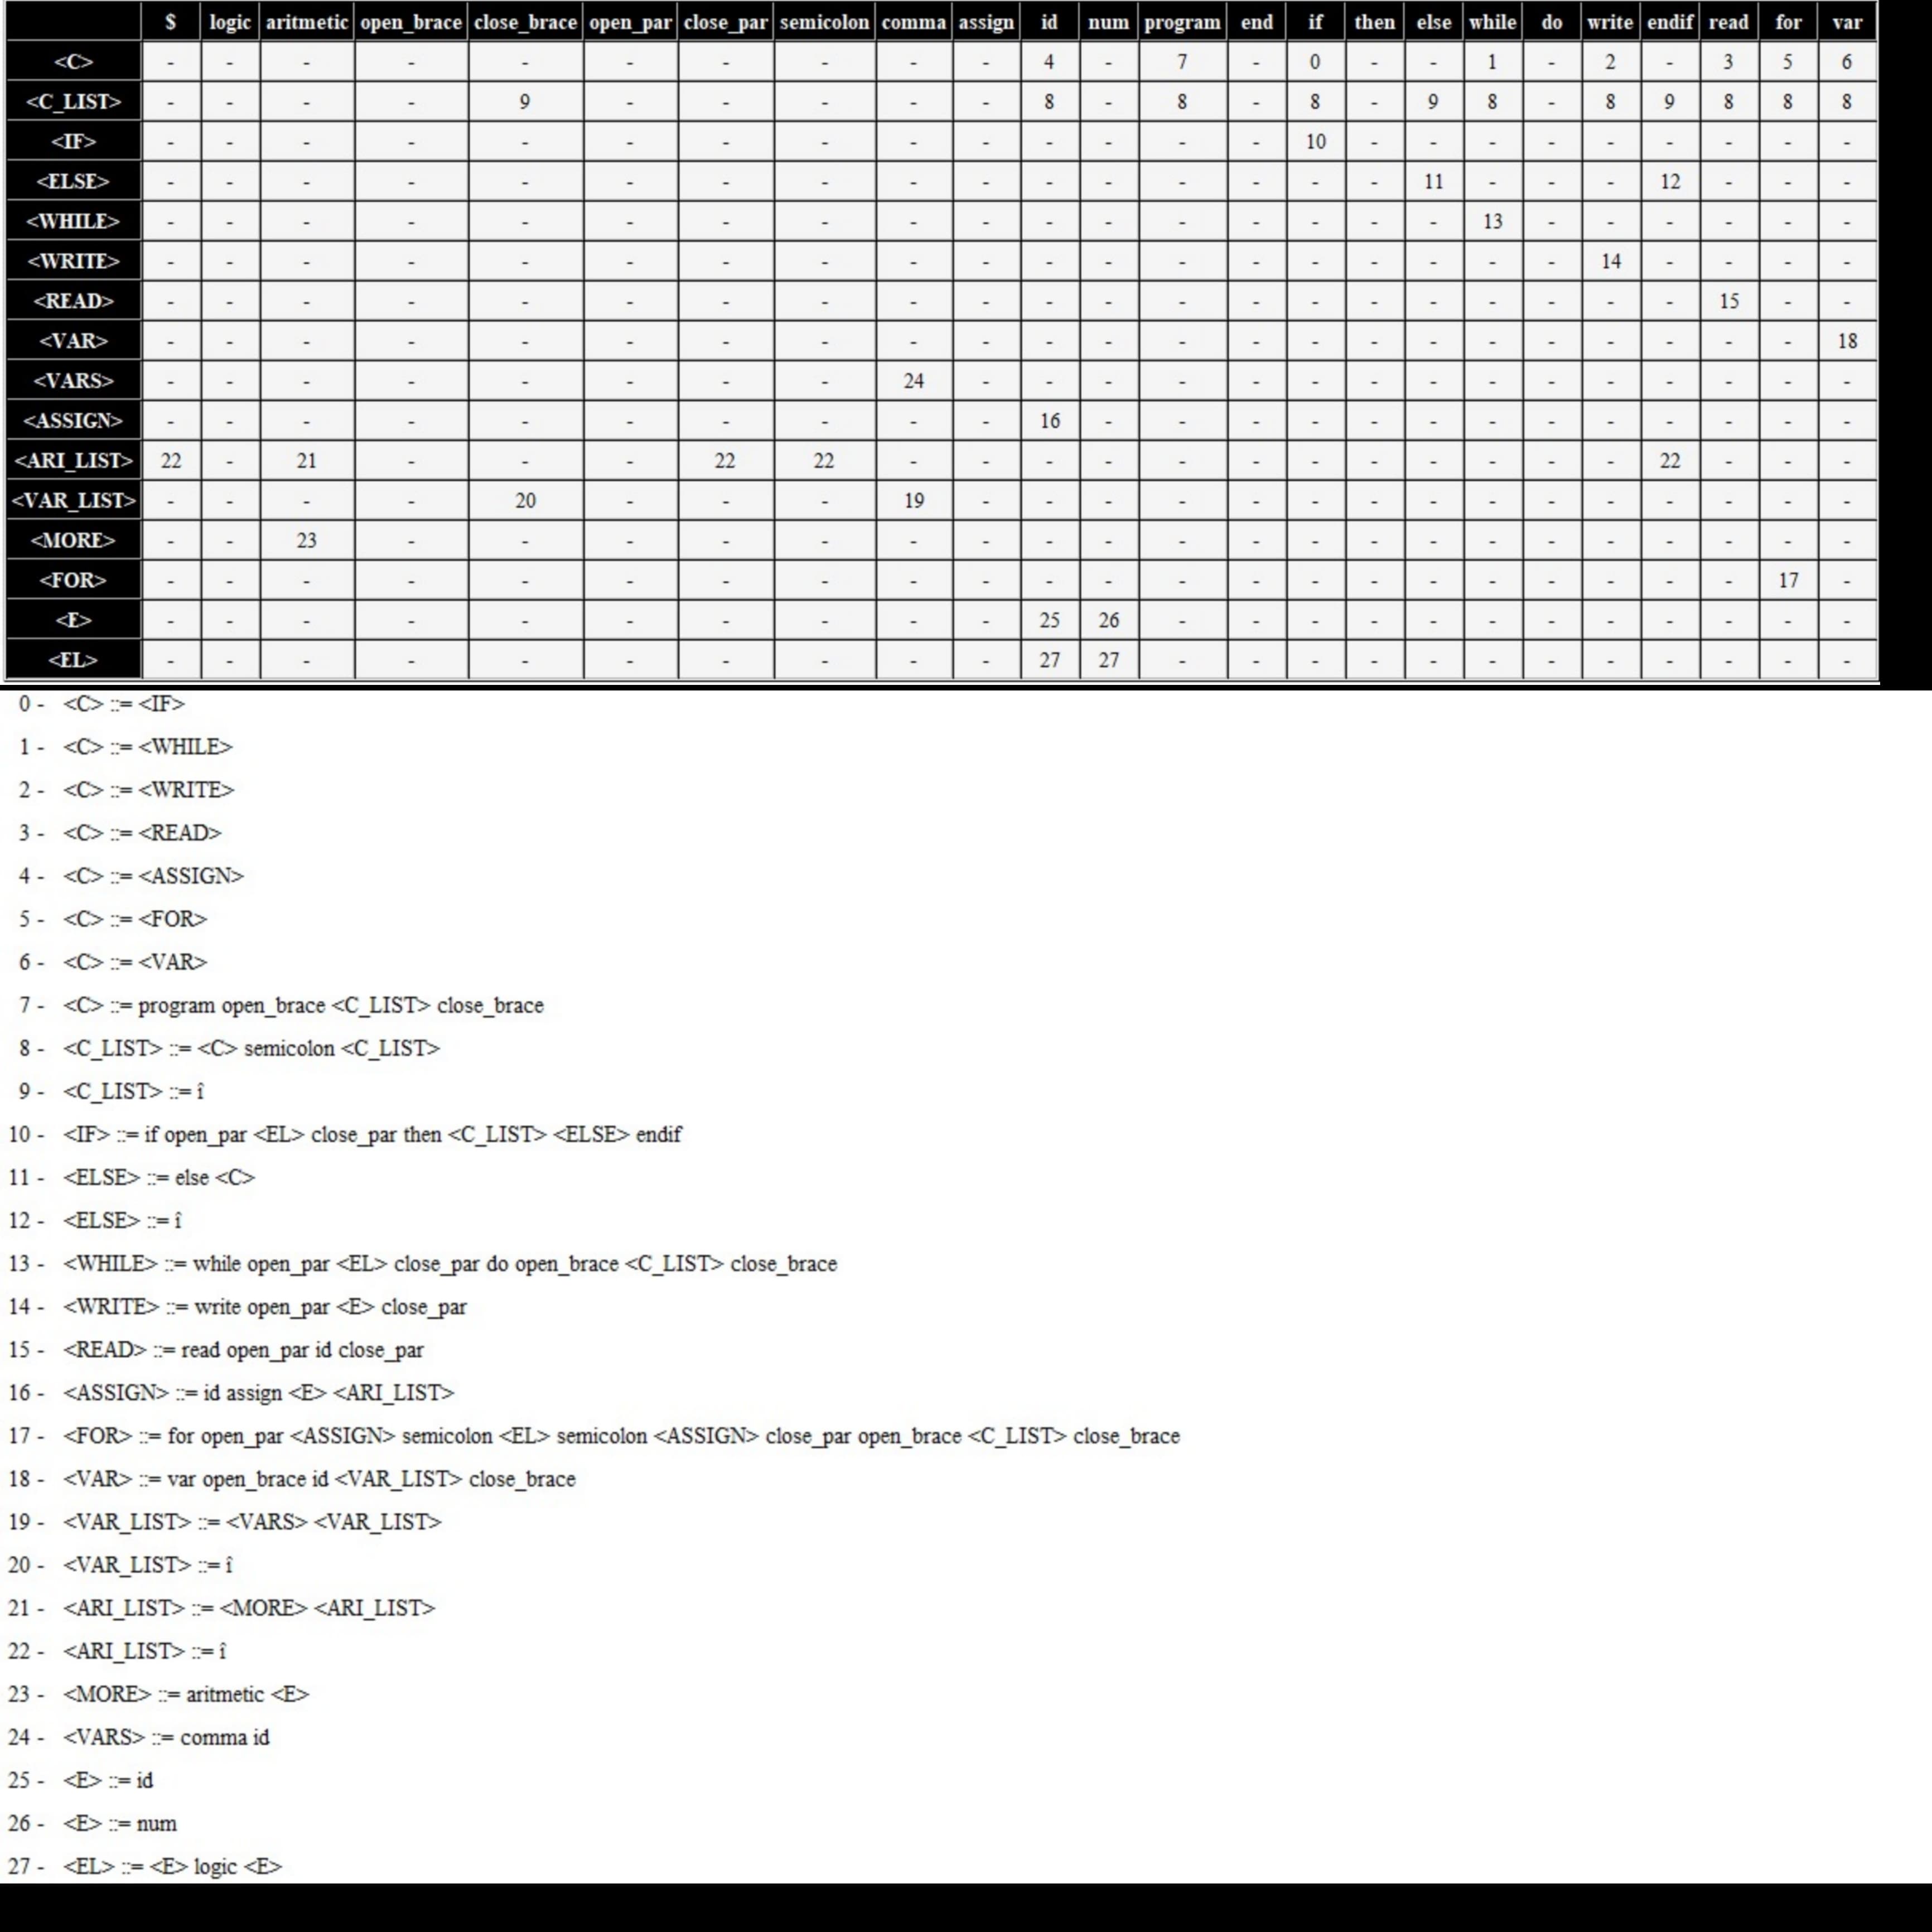 $ logic aritmetic open_brace close_brace open_par close_par semicolon comma assign id num program end if then else while do write endif read for var
<C> - - - - - - - - - - 4 - 7 - 0 - - 1 - 2 - 3 5 6
<C_LIST> - - - - 9 - - - - - 8 - 8 - 8 - 9 8 - 8 9 8 8 8
<IF> - - - - - - - - - - - - - - 10 - - - - - - - - -
<ELSE> - - - - - - - - - - - - - - - - 11 - - - 12 - - -
<WHILE> - - - - - - - - - - - - - - - - - 13 - - - - - -
<WRITE> - - - - - - - - - - - - - - - - - - - 14 - - - -
<READ> - - - - - - - - - - - - - - - - - - - - - 15 - -
<VAR> - - - - - - - - - - - - - - - - - - - - - - - 18
<VARS> - - - - - - - - 24 - - - - - - - - - - - - - - -
<ASSIGN> - - - - - - - - - - 16 - - - - - - - - - - - - -
<ARI_LIST> 22 - 21 - - - 22 22 - - - - - - - - - - - - 22 - - -
<VAR_LIST> - - - - 20 - - - 19 - - - - - - - - - - - - - - -
<MORE> - - 23 - - - - - - - - - - - - - - - - - - - - -
<FOR> - - - - - - - - - - - - - - - - - - - - - - 17 -
<E> - - - - - - - - - - 25 26 - - - - - - - - - - - -
<EL> - - - - - - - - - - 27 27 - - - - - - - - - - - -
0 - <C> ::= <IF>
1 - <C> ::= <WHILE>
2 - <C> ::= <WRITE>
3 - <C> ::= <READ>
4 - <C> ::= <ASSIGN>
5 - <C> ::= <FOR>
6 - <C> ::= <VAR>
7 - <C> ::= program open_brace <C_LIST> close_brace
8 - <C_LIST> ::= <C> semicolon <C_LIST>
9 - <C_LIST> ::= î
10 - <IF> ::= if open_par <EL> close_par then <C_LIST> <ELSE> endif
11 - <ELSE> ::= else <C>
12 - <ELSE> ::= î
13 - <WHILE> ::= while open_par <EL> close_par do open_brace <C_LIST> close_brace
14 - <WRITE> ::= write open_par <E> close_par
15 - <READ> ::= read open_par id close_par
16 - <ASSIGN> ::= id assign <E> <ARI_LIST>
17 - <FOR> ::= for open_par <ASSIGN> semicolon <EL> semicolon <ASSIGN> close_par open_brace <C_LIST> close_brace
18 - <VAR> ::= var open_brace id <VAR_LIST> close_brace
19 - <VAR_LIST> ::= <VARS> <VAR_LIST>
20 - <VAR_LIST> ::= î
21 - <ARI_LIST> ::= <MORE> <ARI_LIST>
22 - <ARI_LIST> ::= î
23 - <MORE> ::= aritmetic <E>
24 - <VARS> ::= comma id
25 - <E> ::= id
26 - <E> ::= num
27 - <EL> ::= <E> logic <E>